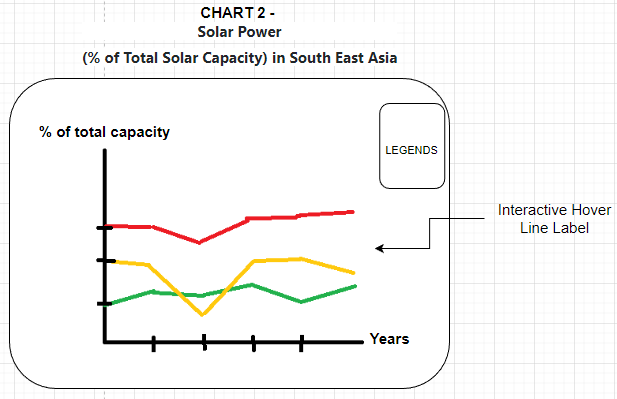 CHART 2 -
Solar Power
(% of Total Solar Capacity) in South East Asia
% of total capacity
LEGENDS
Interactive Hover
Line Label
Years